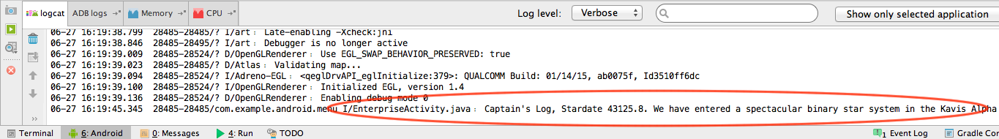 logcat ADB logs Memory CPU Log level: Verbose Show only selected application
06-27 16:19:38.799 28485-28485/? I/art﹕ Late-enabling -Xcheck:jni
06-27 16:19:38.846 28485-28495/? I/art﹕ Debugger is no longer active
06-27 16:19:39.009 28485-28524/? D/OpenGLRenderer﹕ Use EGL_SWAP_BEHAVIOR_PRESERVED: true
06-27 16:19:39.023 28485-28485/? D/Atlas﹕ Validating map...
06-27 16:19:39.094 28485-28524/? I/Adreno-EGL﹕ <qeglDrvAPI_eglInitialize:379>: QUALCOMM Build: 01/14/15, ab0075f, Id3510ff6dc
06-27 16:19:39.100 28485-28524/? I/OpenGLRenderer﹕ Initialized EGL, version 1.4
06-27 16:19:39.136 28485-28524/? D/OpenGLRenderer﹕ Enabling debug mode 0
06-27 16:19:45.345 28485-28485/com.example.android.menu I/EnterpriseActivity.java﹕ Captain's Log, Stardate 43125.8. We have entered a spectacular binary star system in the Kavis Alpha
Terminal 6: Android 0: Messages 4: Run TODO 1 Event Log Gradle Con